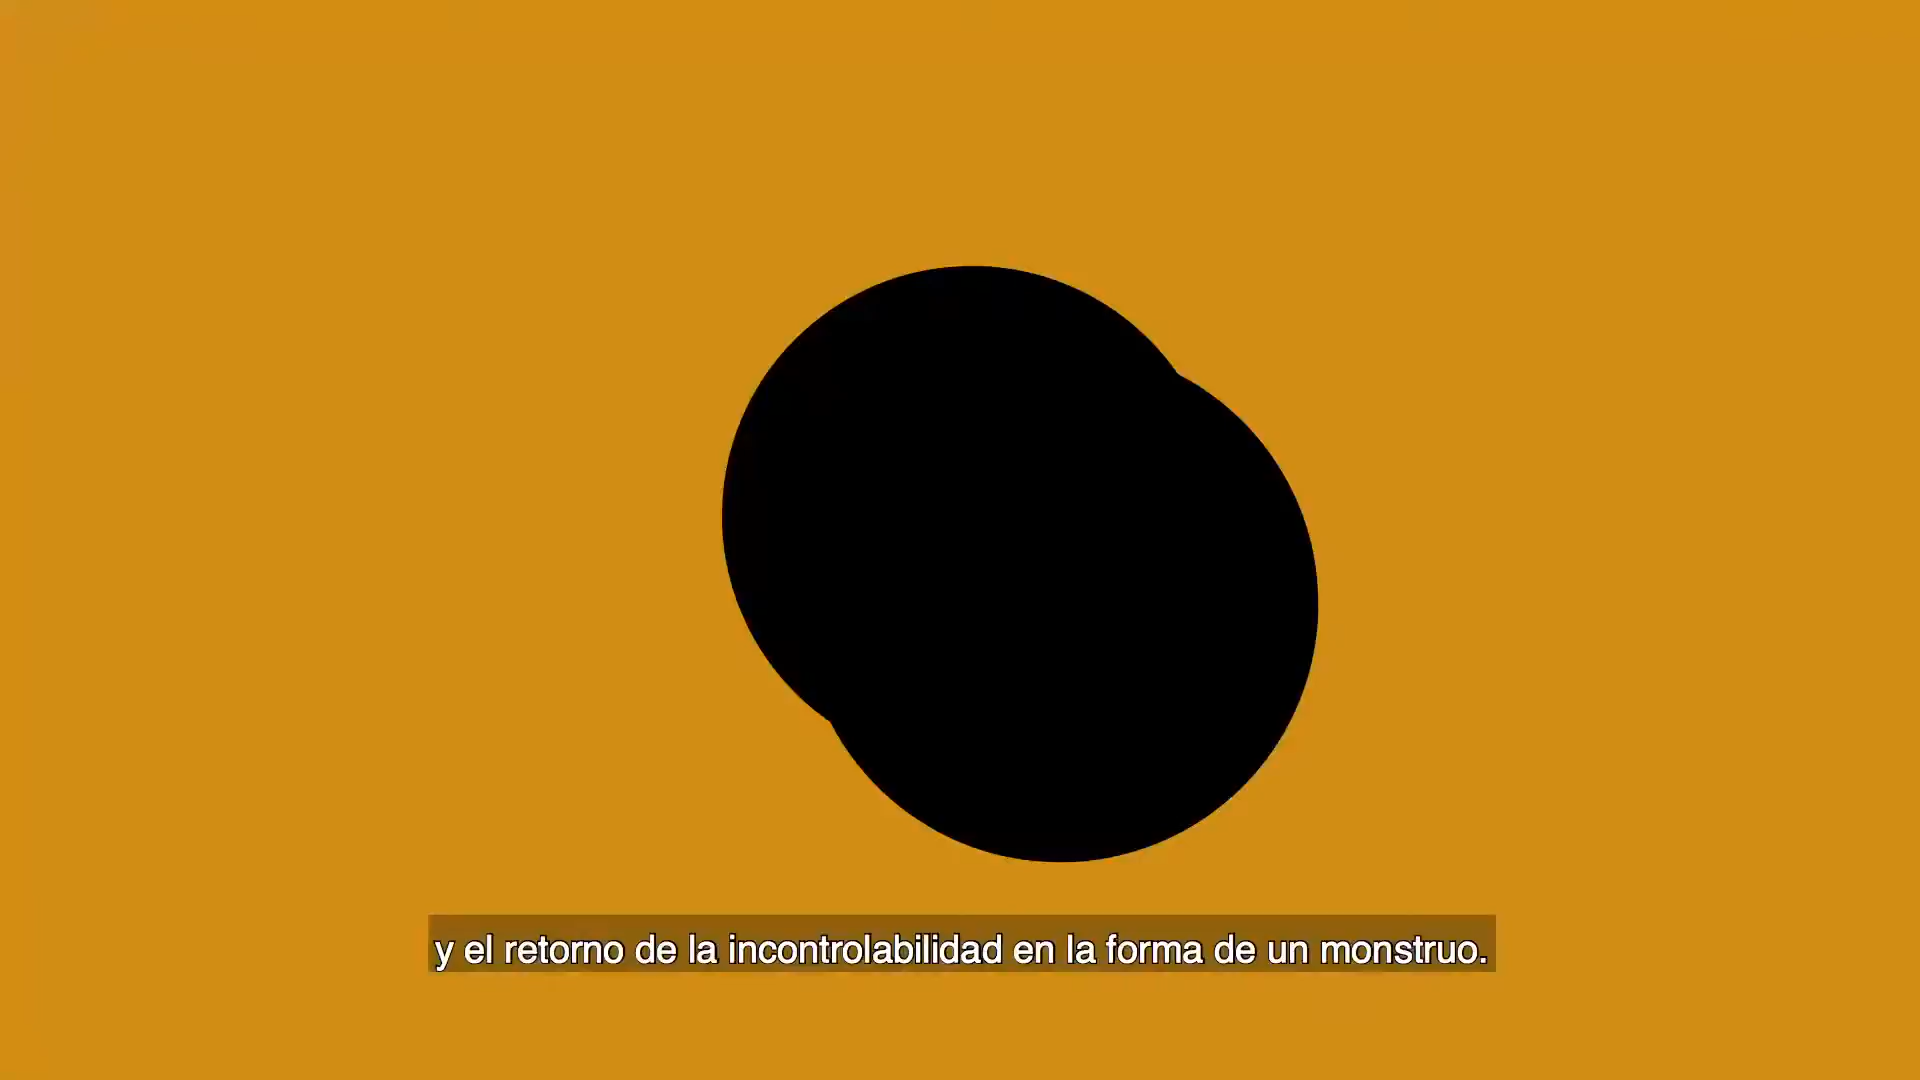 y el retorno de la incontrolabilidad en la forma de un monstruo.